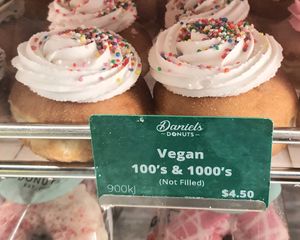 Daniel's
DONUTS
Vegan
100's & 1000's
(Not Filled)
900kj
$4.50